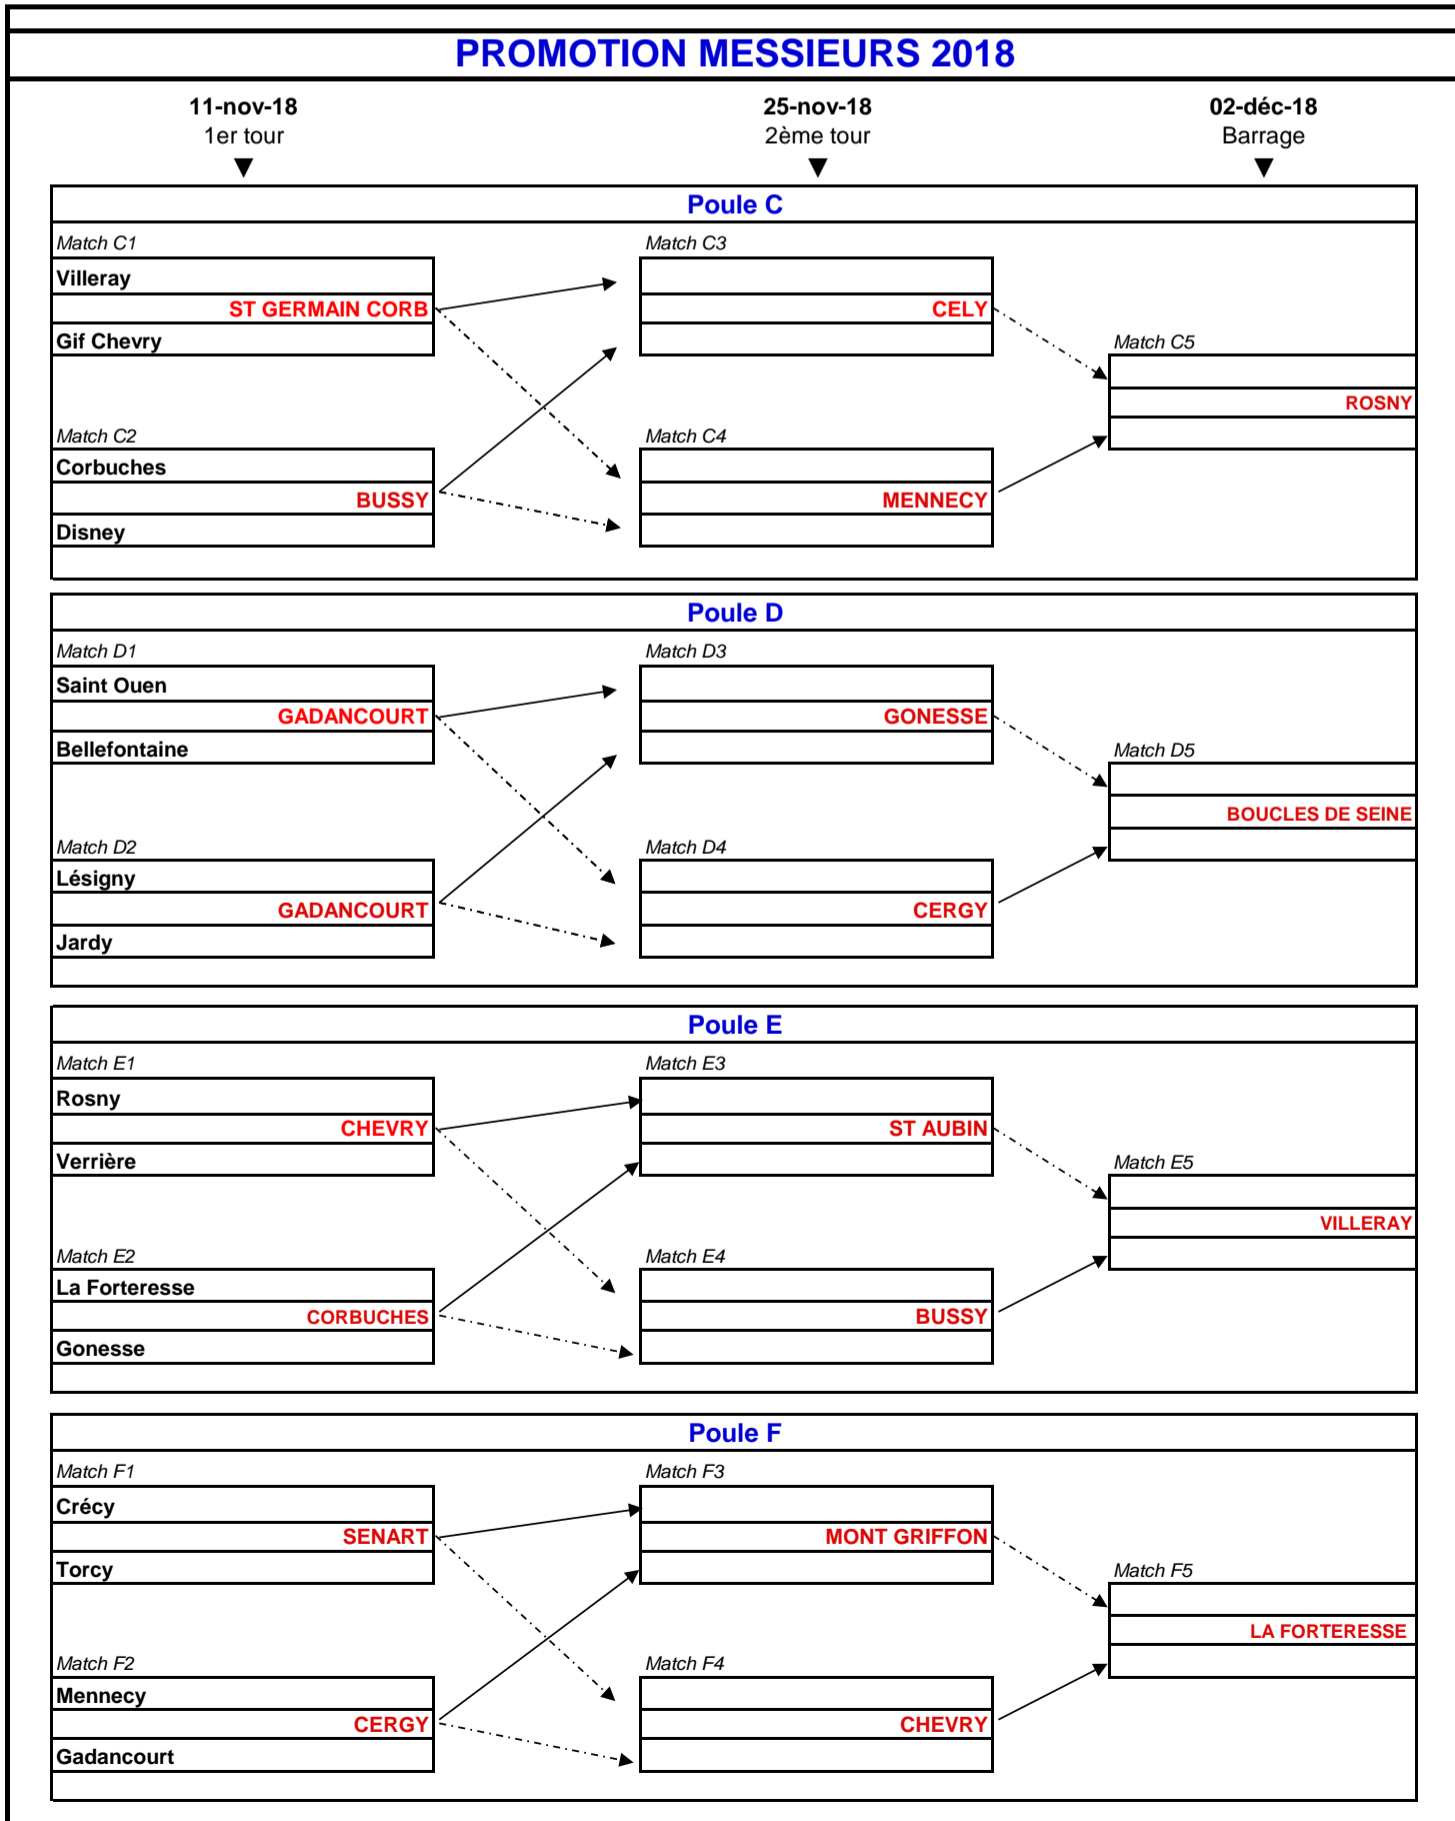 PROMOTION MESSIEURS 2018
11-nov-18
1er tour
25-nov-18
2ème tour
02-déc-18
Barrage
Poule C
Match C1
Villeray
ST GERMAIN CORB
Gif Chevry
Match C2
Corbuches
BUSSY
Disney
Match C3
CELY
Match C4
MENNECY
Match C5
ROSNY
Poule D
Match D1
Saint Ouen
GADANCOURT
Bellefontaine
Match D2
Lésigny
GADANCOURT
Jardy
Match D3
GONESSE
Match D4
CERGY
Match D5
BOUCLES DE SEINE
Poule E
Match E1
Rosny
CHEVRY
Verrière
Match E2
La Forteresse
CORBUCHES
Gonesse
Match E3
ST AUBIN
Match E4
BUSSY
Match E5
VILLERAY
Poule F
Match F1
Crécy
SENART
Torcy
Match F2
Mennecy
CERGY
Gadancourt
Match F3
MONT GRIFFON
Match F4
CHEVRY
Match F5
LA FORTERESSE